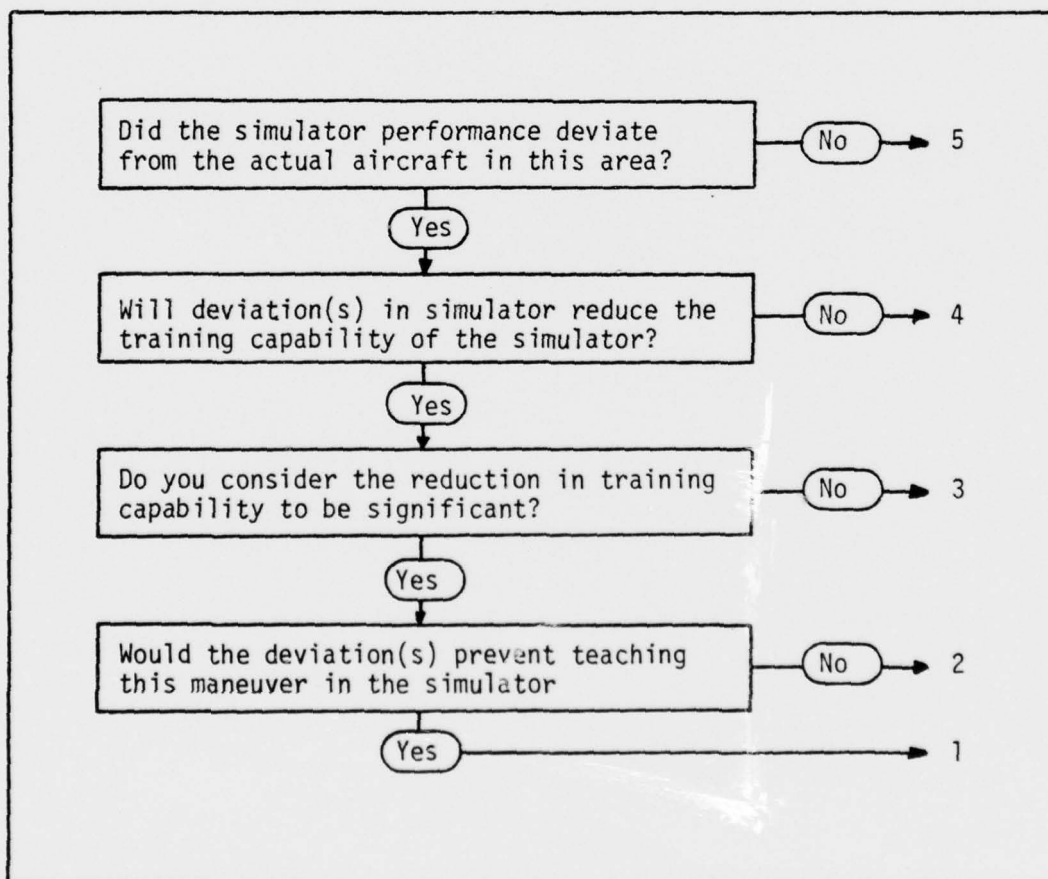 Did the simulator performance deviate
from the actual aircraft in this area?
No
5
Yes
Will deviation(s) in simulator reduce the
training capability of the simulator?
No
4
Yes
Do you consider the reduction in training
capability to be significant?
No
3
Yes
Would the deviation(s) prevent teaching
this maneuver in the simulator
No
2
Yes
1